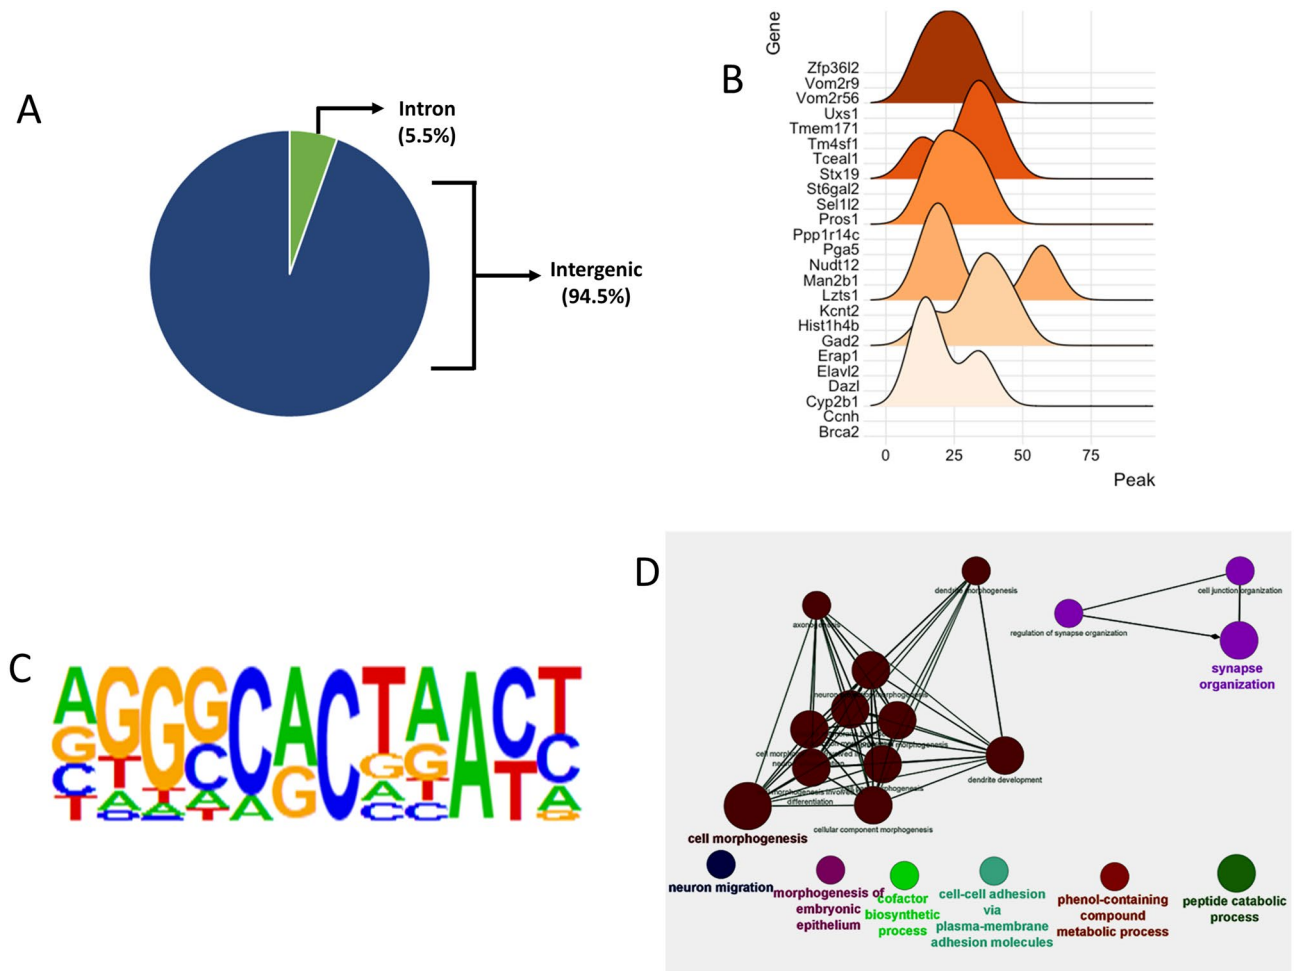 A
Intron
(5.5%)
Intergenic
(94.5%)
B
Gene
Zfp36l2
Vom2r9
Vom2r56
Uxs1
Tmem171
Tm4sf1
Tceal1
Stx19
St6gal2
Sel1l2
Pros1
Ppp1r14c
Pga5
Nudt12
Man2b1
Lzts1
Kcnt2
Hist1h4b
Gad2
Erap1
Elavl2
Dazl
Cyp2b1
Ccnh
Brca2
0 25 50 75
Peak
C
AGGGCACTAACT
D
dendrite morphogenesis
cell junction organization
regulation of synapse organization
synapse
organization
dendrite development
differentiation
cellular component morphogenesis
cell morphogenesis
neuron migration
morphogenesis of
embryonic
epithelium
cofactor
biosynthetic
process
cell-cell adhesion
via
plasma-membrane
adhesion molecules
phenol-containing
compound
metabolic process
peptide catabolic
process